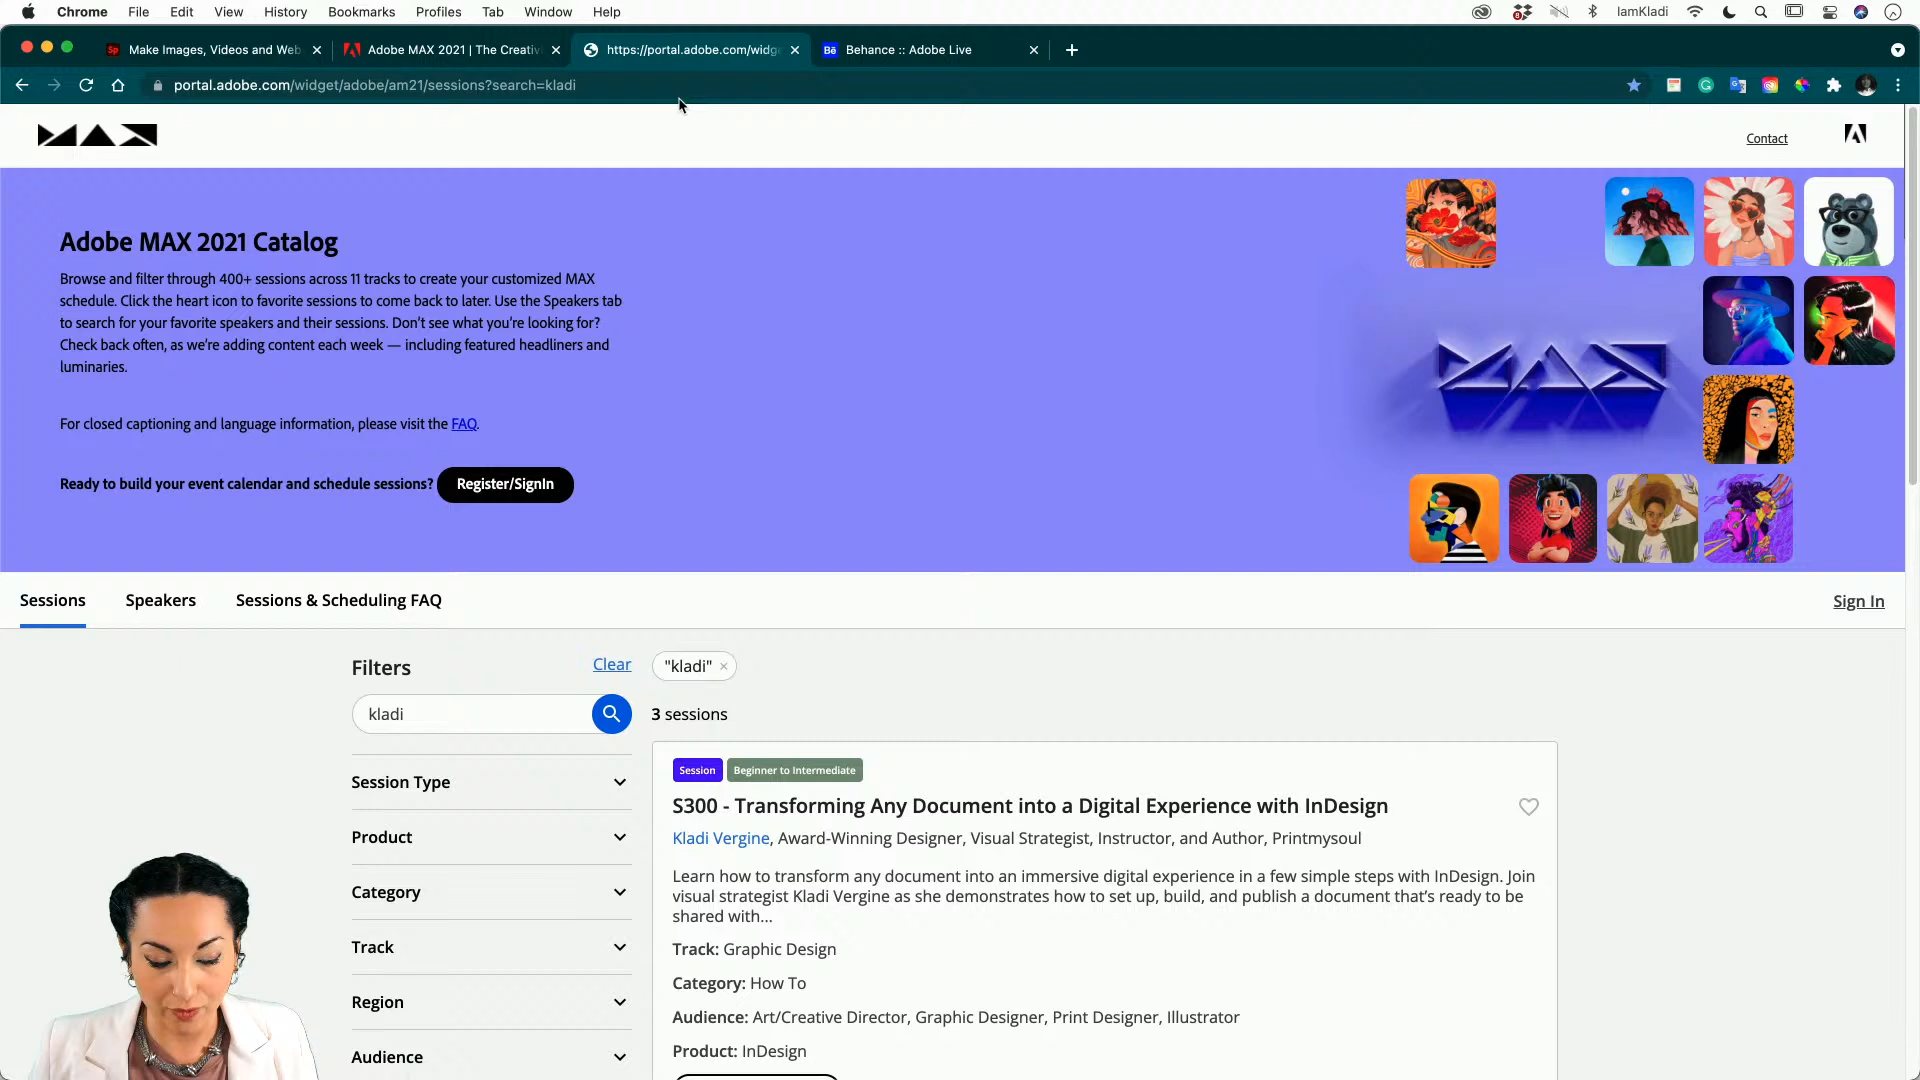 Chrome File Edit View History Bookmarks Profiles Tab Window Help IamKladi
Make Images, Videos and Web Adobe MAX 2021 | The Creativi https://portal.adobe.com/widg Behance :: Adobe Live
portal.adobe.com/widget/adobe/am21/sessions?search=kladi
MAX
Contact
Adobe MAX 2021 Catalog
Browse and filter through 400+ sessions across 11 tracks to create your customized MAX
schedule. Click the heart icon to favorite sessions to come back to later. Use the Speakers tab
to search for your favorite speakers and their sessions. Don't see what you're looking for?
Check back often, as we're adding content each week — including featured headliners and
luminaries.
For closed captioning and language information, please visit the FAQ.
Ready to build your event calendar and schedule sessions? Register/SignIn
MAX
Sessions Speakers Sessions & Scheduling FAQ Sign In
Filters Clear
"kladi" ×
kladi
3 sessions
Session Type
Product
Category
Track
Region
Audience
Session Beginner to Intermediate
S300 - Transforming Any Document into a Digital Experience with InDesign
Kladi Vergine, Award-Winning Designer, Visual Strategist, Instructor, and Author, Printmysoul
Learn how to transform any document into an immersive digital experience in a few simple steps with InDesign. Join
visual strategist Kladi Vergine as she demonstrates how to set up, build, and publish a document that's ready to be
shared with...
Track: Graphic Design
Category: How To
Audience: Art/Creative Director, Graphic Designer, Print Designer, Illustrator
Product: InDesign